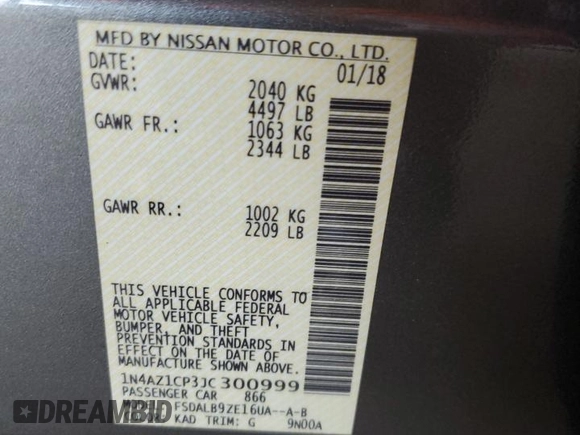 MFD BY NISSAN MOTOR CO., LTD.
DATE: 01/18
GVWR: 2040 KG
4497 LB
GAWR FR.: 1063 KG
2344 LB
GAWR RR.: 1002 KG
2209 LB
THIS VEHICLE CONFORMS TO
ALL APPLICABLE FEDERAL
MOTOR VEHICLE SAFETY,
BUMPER, AND THEFT
PREVENTION STANDARDS IN
EFFECT ON THE DATE OF
MANUFACTURE SHOWN ABOVE.
1N4AZ1CP3JC300999
PASSENGER CAR 866
FSDALB9ZE16UA--A-B
KAD TRIM: G 9N00A
RIDESAFELY